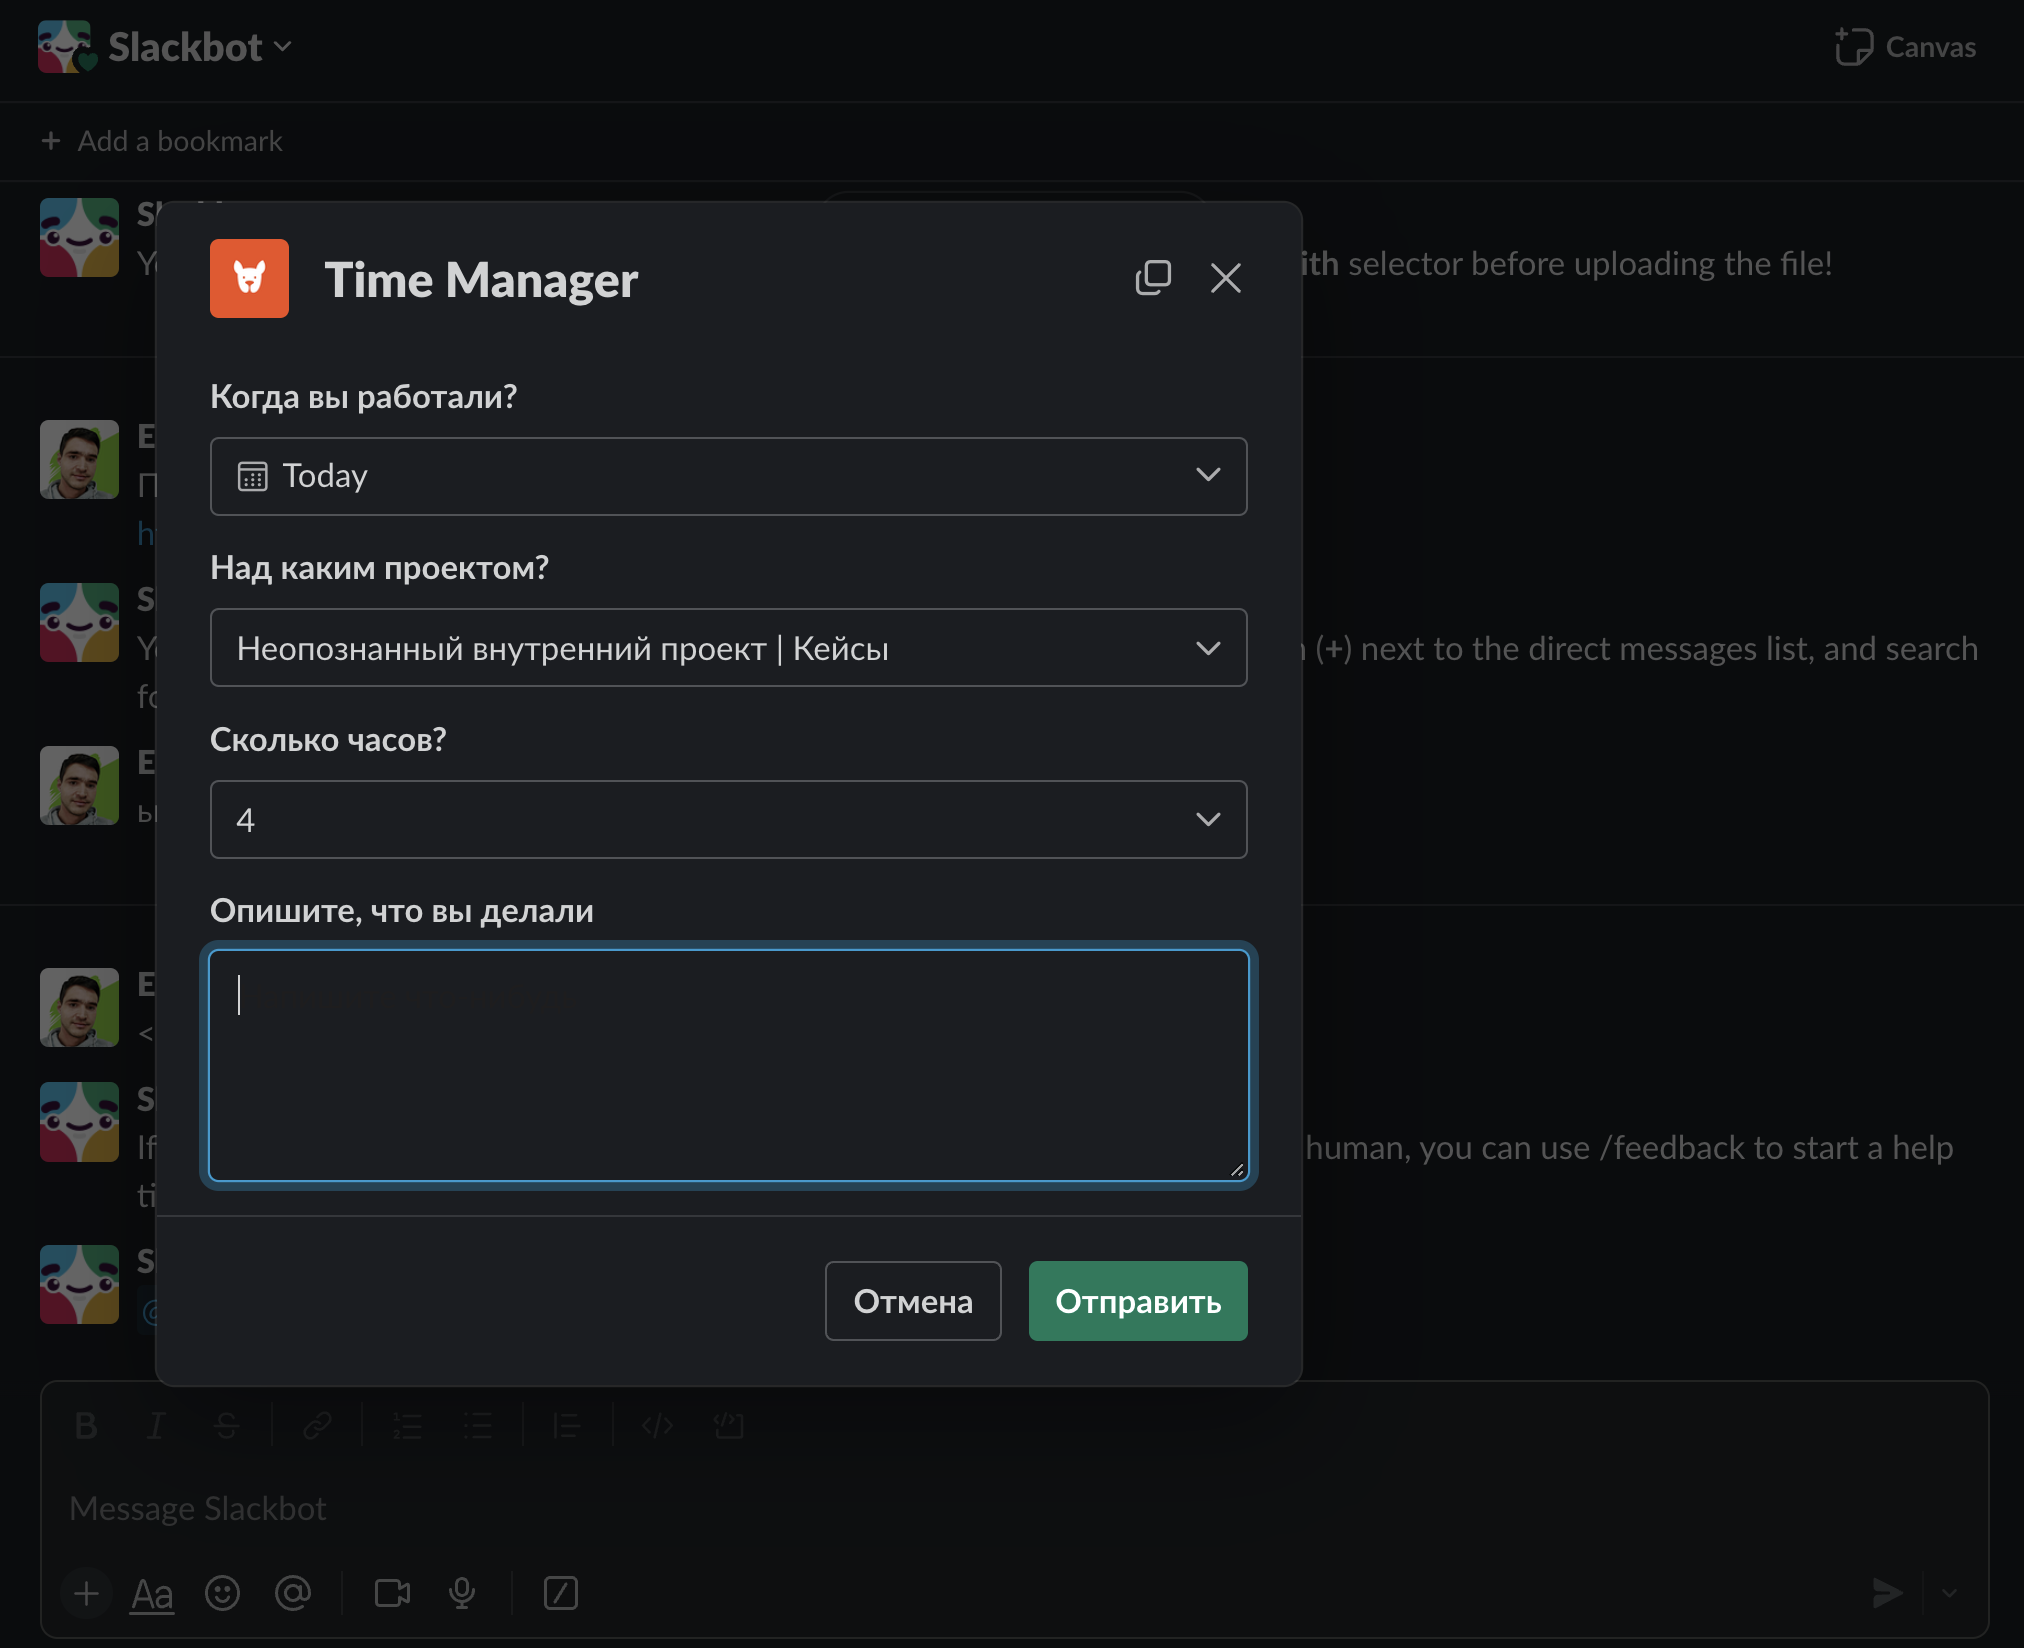 Slackbot
Canvas
+ Add a bookmark
ith selector before uploading the file!
Time Manager
Когда вы работали?
Today
Над каким проектом?
Неопознанный внутренний проект | Кейсы
(+) next to the direct messages list, and search
Сколько часов?
4
Опишите, что вы делали
human, you can use /feedback to start a help
Отмена
Отправить
Message Slackbot
Aa